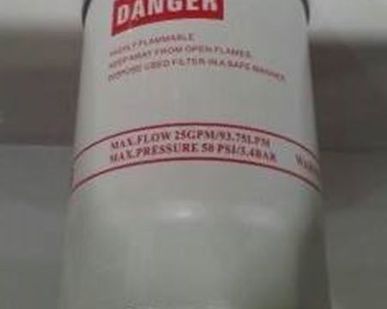 DANGER
HIGHLY FLAMMABLE
KEEP AWAY FROM OPEN FLAMES
DISPOSE USED FILTER IN A SAFE MANNER
MAX.FLOW 25GPM/93.75LPM
MAX.PRESSURE 50 PSI/3.4BAR